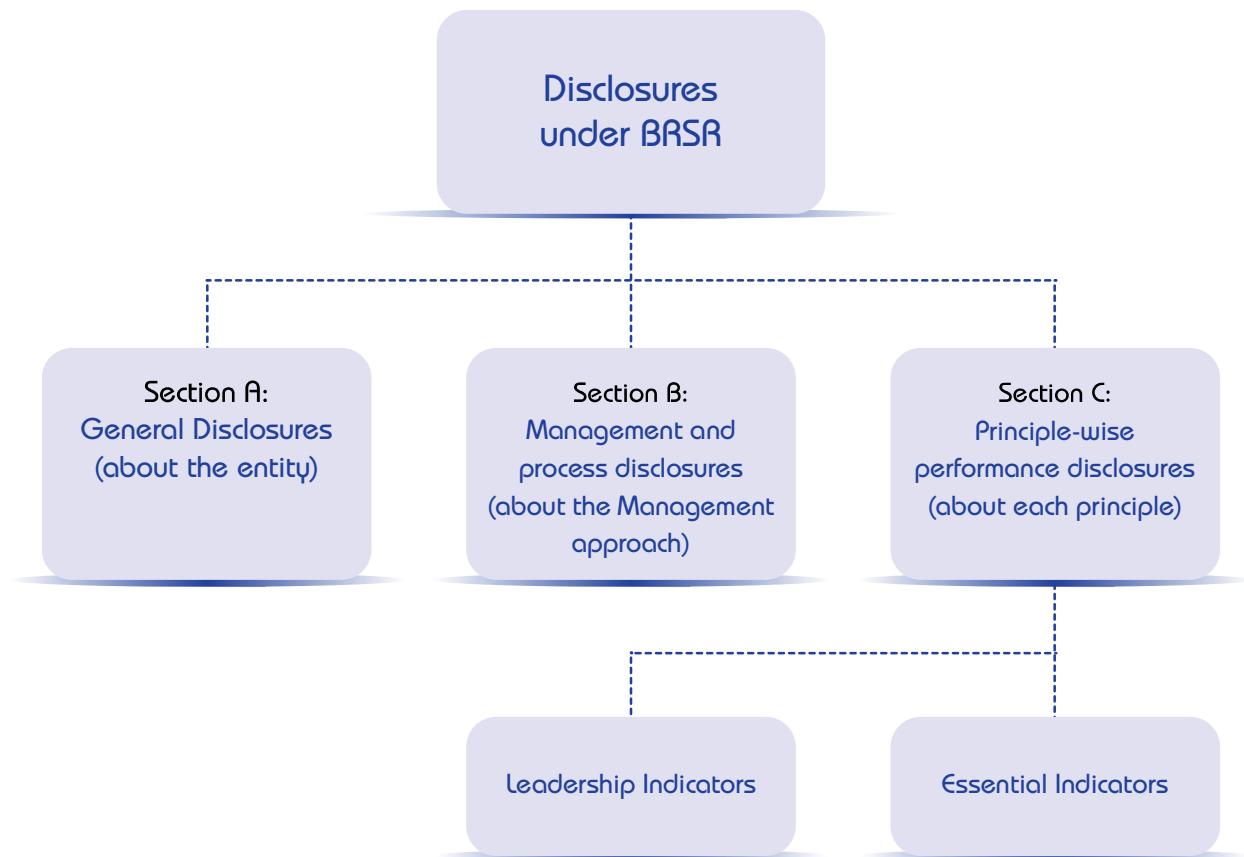 Disclosures
under BRSR
Section A:
General Disclosures
(about the entity)
Section B:
Management and
process disclosures
(about the Management
approach)
Section C:
Principle-wise
performance disclosures
(about each principle)
Leadership Indicators
Essential Indicators